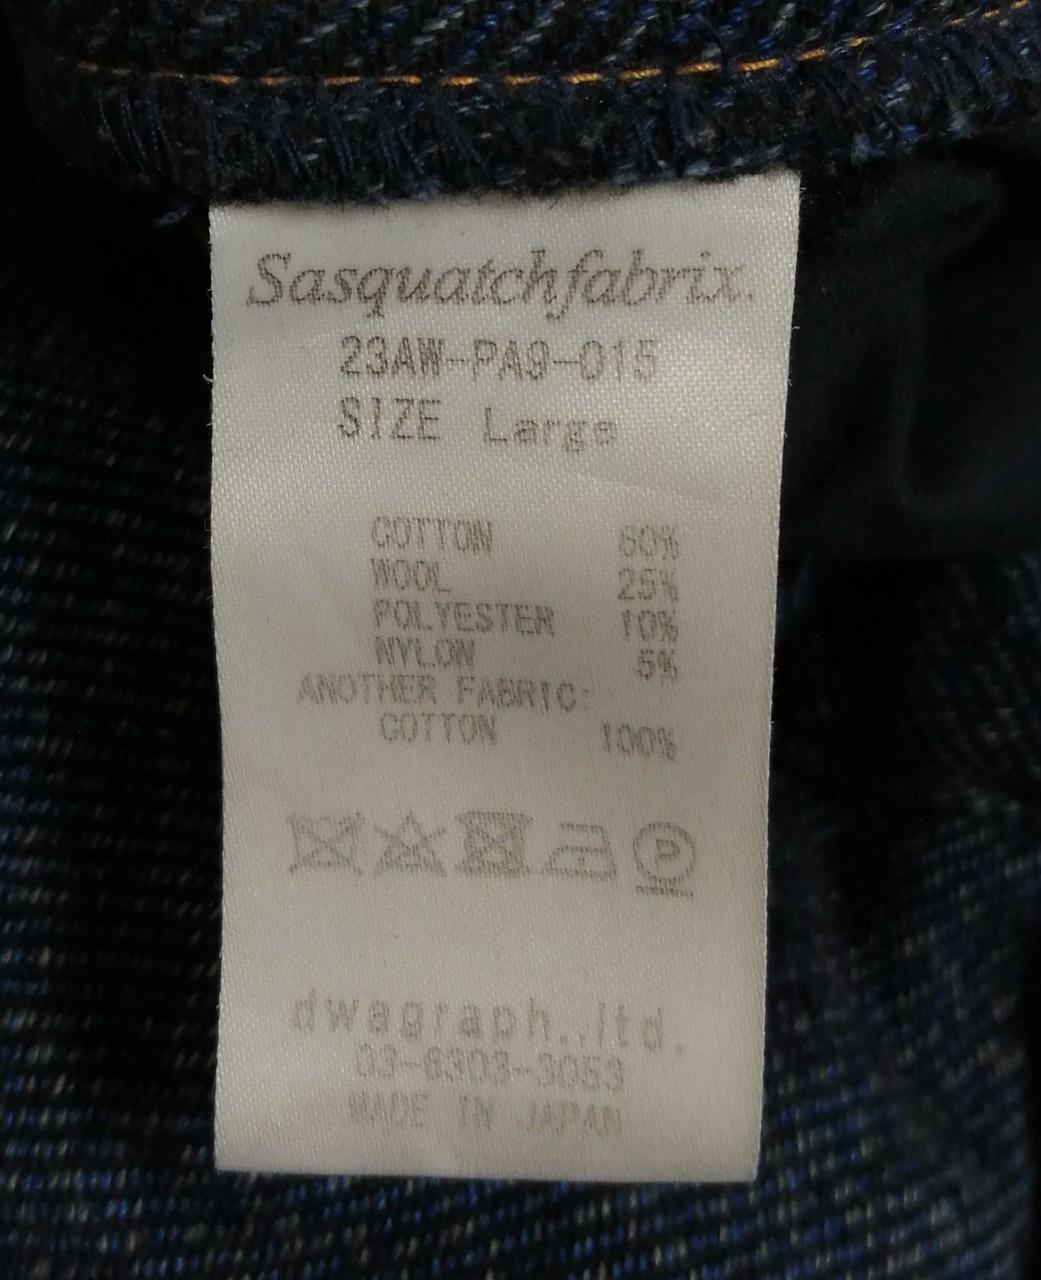 Sasquatchfabrix.
23AW-PA9-015
SIZE Large
COTTON 60%
WOOL 25%
POLYESTER 10%
NYLON 5%
ANOTHER FABRIC:
COTTON 100%
P
dwagraph..ltd.
03-6303-3053
MADE IN JAPAN